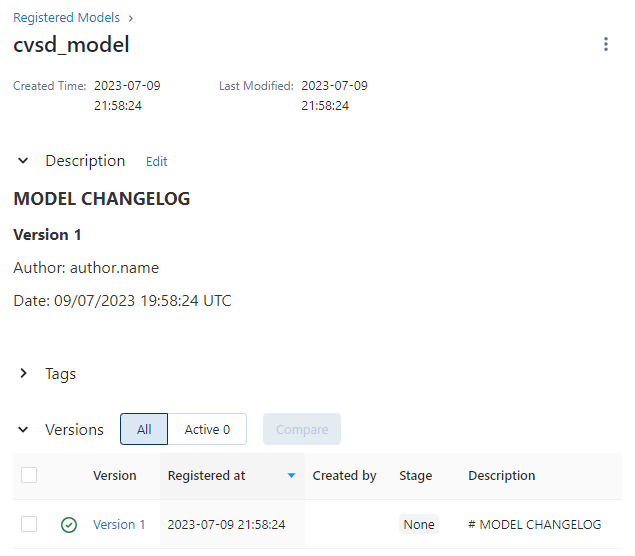 Registered Models ›
cvsd_model
Created Time: 2023-07-09 Last Modified: 2023-07-09
21:58:24 21:58:24
Description Edit
MODEL CHANGELOG
Version 1
Author: author.name
Date: 09/07/2023 19:58:24 UTC
Tags
Versions All Active 0 Compare
Version Registered at Created by Stage Description
Version 1 2023-07-09 21:58:24 None # MODEL CHANGELOG